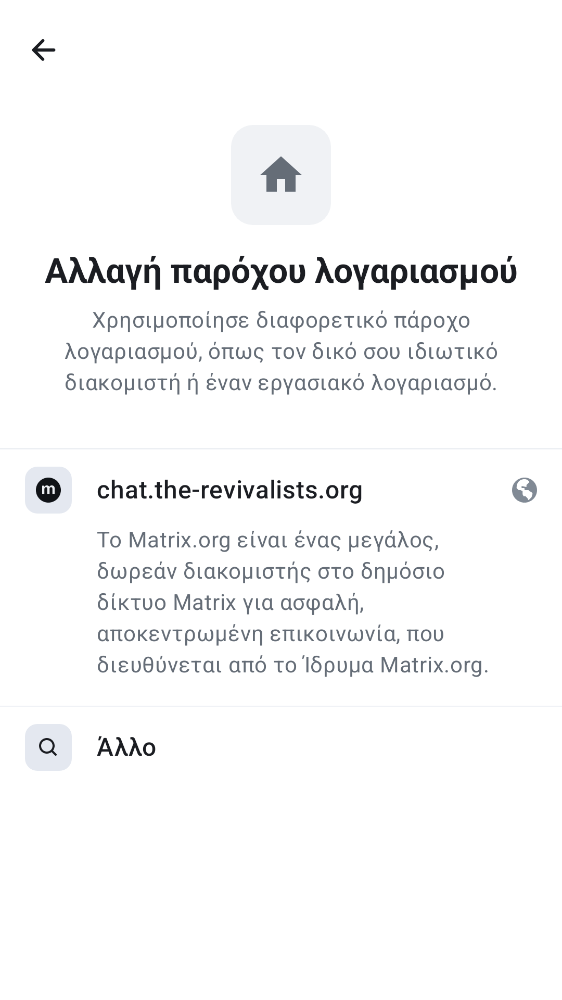 Αλλαγή παρόχου λογαριασμού
Χρησιμοποίησε διαφορετικό πάροχο
λογαριασμού, όπως τον δικό σου ιδιωτικό
διακομιστή ή έναν εργασιακό λογαριασμό.
m
chat.the-revivalists.org
Το Matrix.org είναι ένας μεγάλος,
δωρεάν διακομιστής στο δημόσιο
δίκτυο Matrix για ασφαλή,
αποκεντρωμένη επικοινωνία, που
διευθύνεται από το Ίδρυμα Matrix.org.
Άλλο